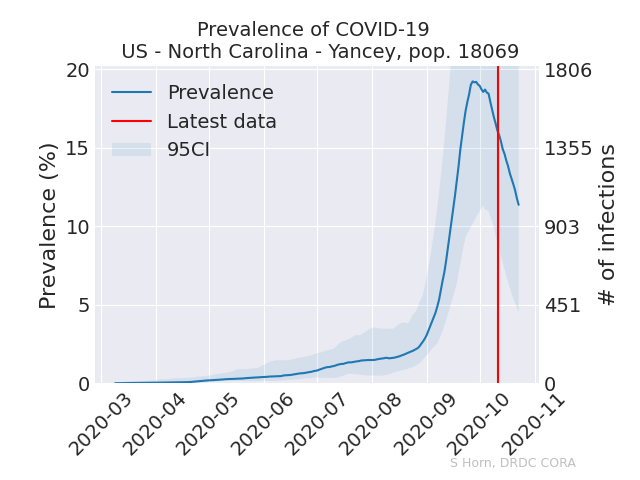 Prevalence of COVID-19
US - North Carolina - Yancey, pop. 18069
Prevalence
Latest data
95CI
Prevalence (%)
20
15
10
5
0
1806
1355
903
451
0
# of infections
2020-03
2020-04
2020-05
2020-06
2020-07
2020-08
2020-09
2020-10
2020-11
S Horn, DRDC CORA